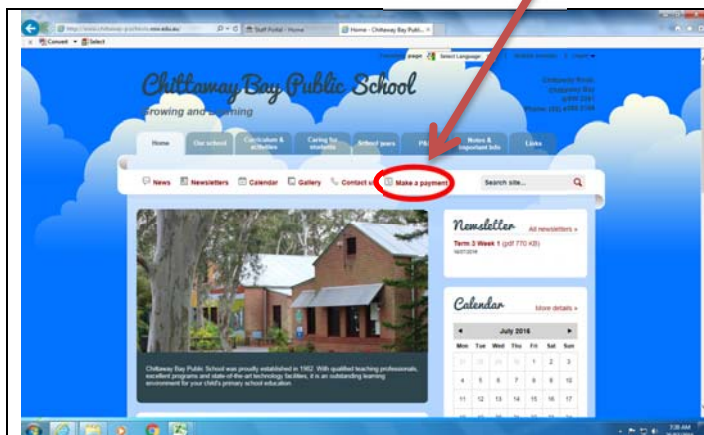 Staff Portal - Home
Home - Chittaway Bay Publi...
Convert Select
page Select Language
Chittaway Bay Public School
Growing and Learning
Home Our school Curriculum & activities Caring for students School years P&C Notes & Important Info Links
News Newsletters Calendar Gallery Contact us Make a payment Search site...
Newsletter All newsletters »
Term 3 Week 1 (pdf 770 KB)
Calendar More details »
July 2016
Mon Tue Wed Thu Fri Sat Sun
1 2 3
4 5 6 7 8 9 10
11 12 13 14 15 16 17
Chittaway Bay Public School was proudly established in 1982. With qualified teaching professionals,
excellent programs and state-of-the-art technology facilities, it is an outstanding learning
environment for your child's primary school education
7:38 AM